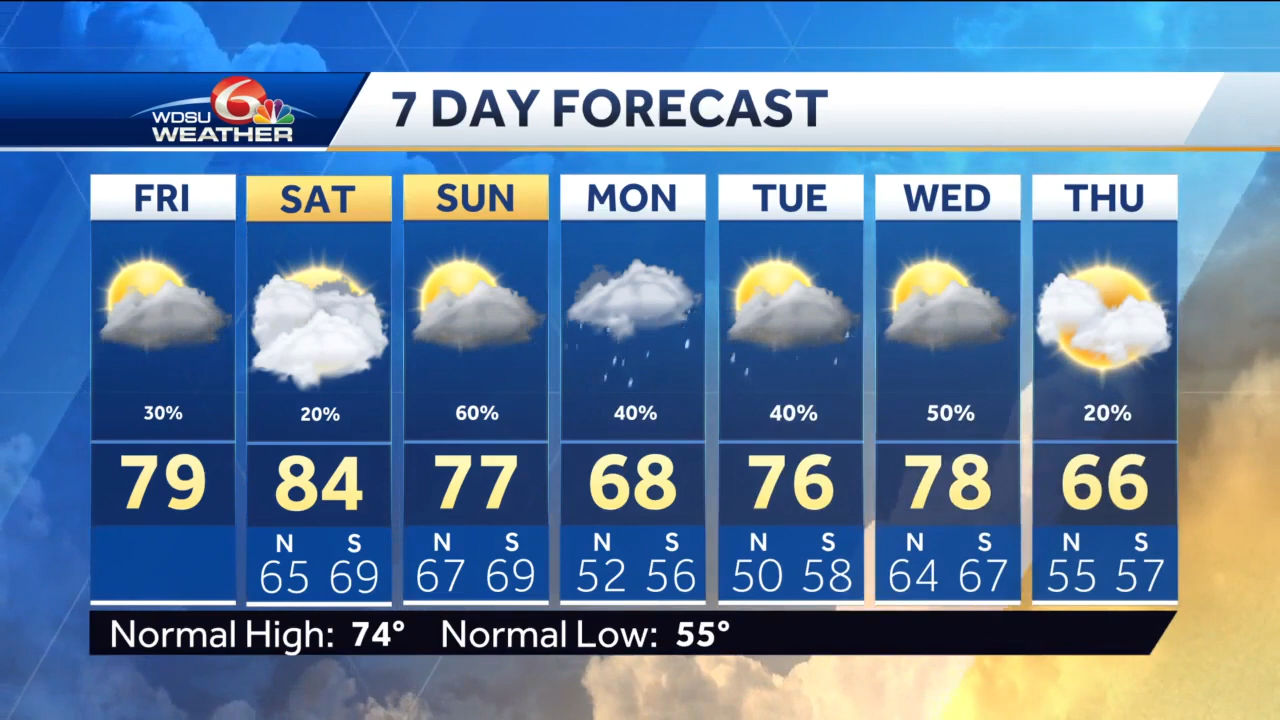 WDSU 6
WEATHER
7 DAY FORECAST
FRI SAT SUN MON TUE WED THU
30% 20% 60% 40% 40% 50% 20%
79 84 77 68 76 78 66
N S N S N S N S N S N S
65 69 67 69 52 56 50 58 64 67 55 57
Normal High: 74° Normal Low: 55°